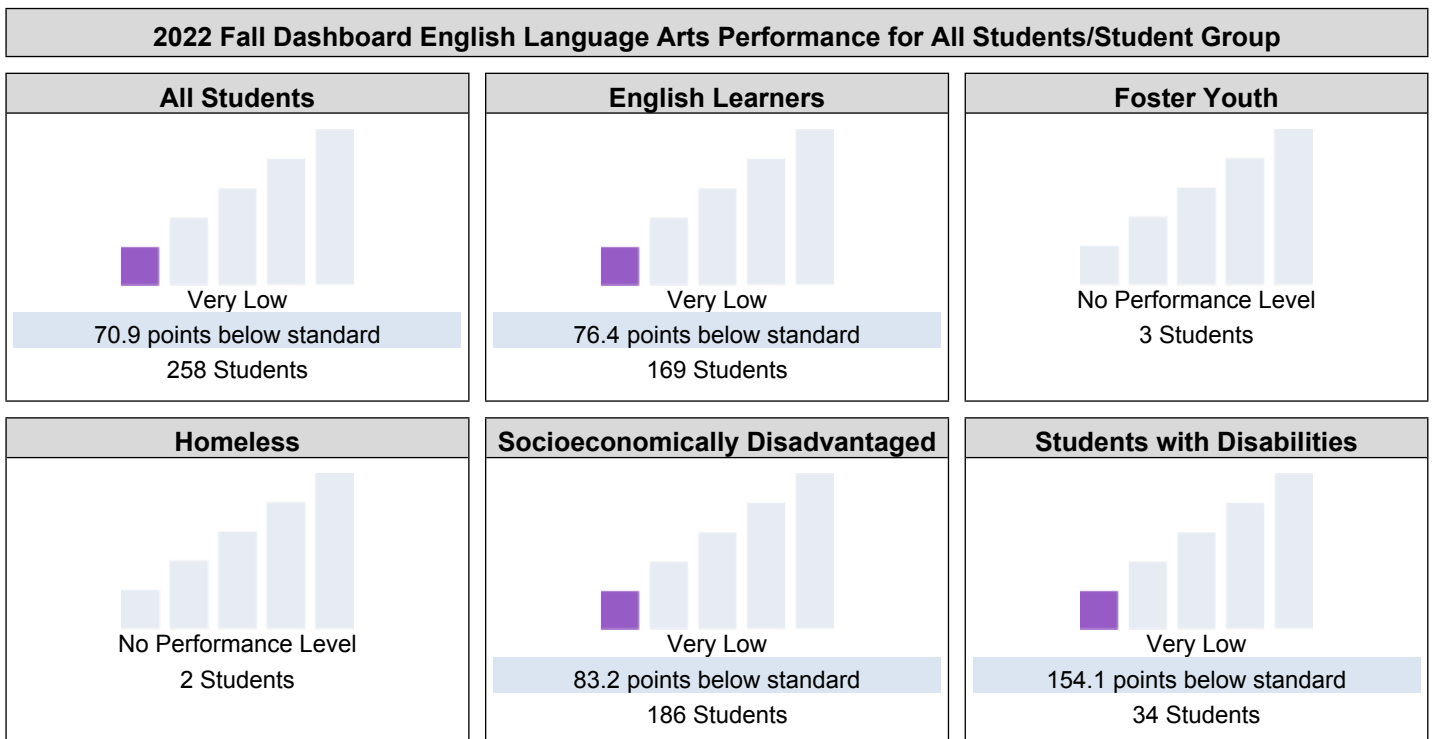 2022 Fall Dashboard English Language Arts Performance for All Students/Student Group
All Students
Very Low
70.9 points below standard
258 Students
English Learners
Very Low
76.4 points below standard
169 Students
Foster Youth
No Performance Level
3 Students
Homeless
No Performance Level
2 Students
Socioeconomically Disadvantaged
Very Low
83.2 points below standard
186 Students
Students with Disabilities
Very Low
154.1 points below standard
34 Students